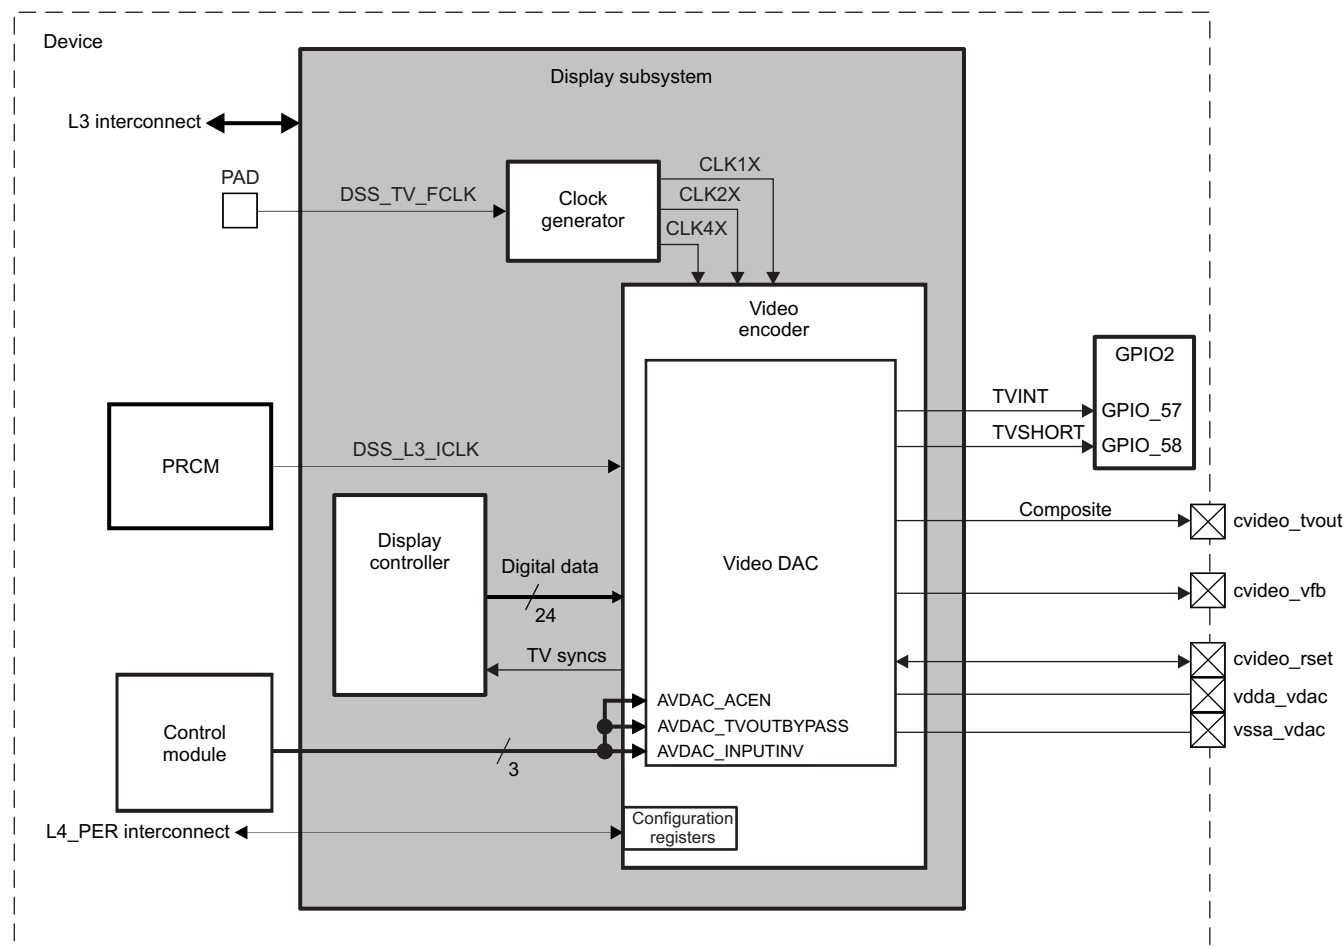 Device
Display subsystem
L3 interconnect
PAD
DSS_TV_FCLK
Clock
generator
CLK1X
CLK2X
CLK4X
Video
encoder
GPIO2
TVINT
GPIO_57
TVSHORT
GPIO_58
PRCM
DSS_L3_ICLK
Composite
cvideo_tvout
Display
controller
Digital data
24
Video DAC
cvideo_vfb
TV syncs
cvideo_rset
AVDAC_ACEN
vdda_vdac
Control
module
AVDAC_TVOUTBYPASS
vssa_vdac
AVDAC_INPUTINV
3
L4_PER interconnect
Configuration
registers